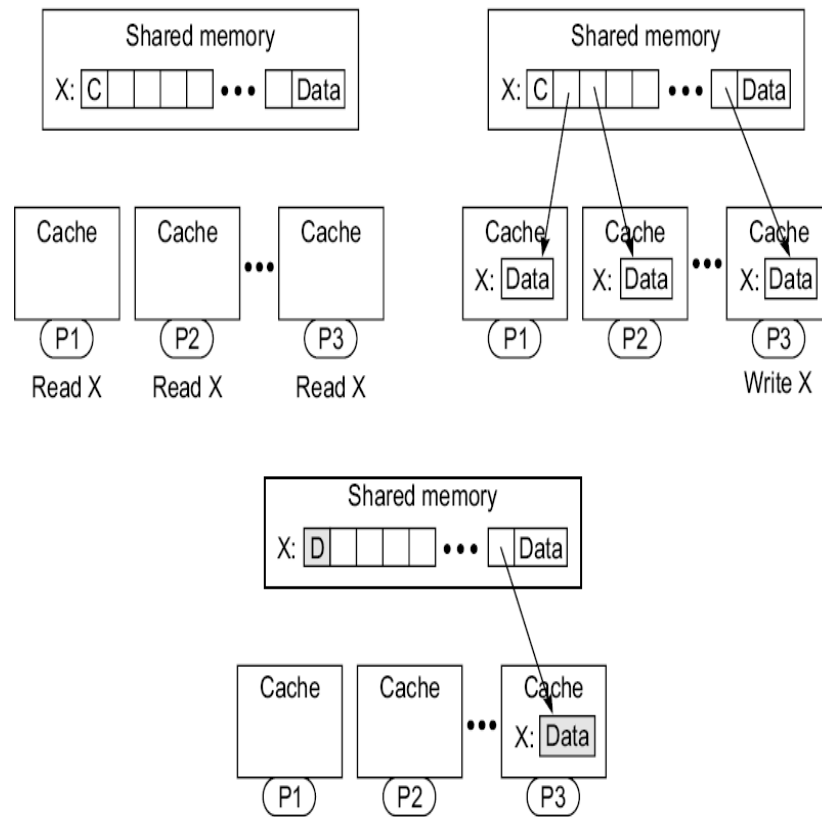 Shared memory
X: C ••• Data
Cache Cache ••• Cache
P1 P2 P3
Read X Read X Read X
Shared memory
X: C ••• Data
Cache Cache Cache
X: Data X: Data ••• X: Data
P1 P2 P3
Write X
Shared memory
X: D ••• Data
Cache Cache Cache
••• X: Data
P1 P2 P3